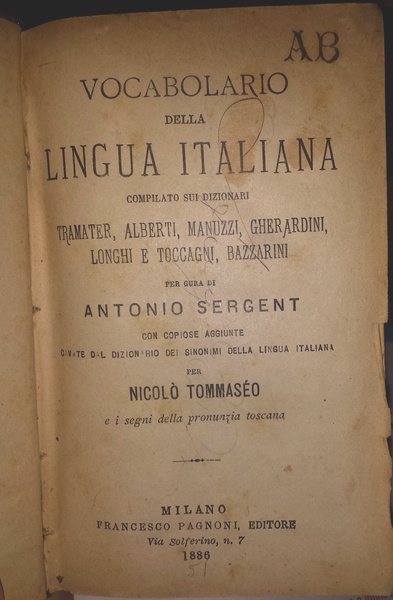 AB
VOCABOLARIO
DELLA
LINGUA ITALIANA
COMPILATO SUI DIZIONARI
TRAMATER, ALBERTI, MANUZZI, GHERARDINI,
LONGHI E TOCCAGNI, BAZZARINI
PER CURA DI
ANTONIO SERGENT
CON COPIOSE AGGIUNTE
CAVATE DAL DIZIONARIO DEI SINONIMI DELLA LINGUA ITALIANA
PER
NICOLÒ TOMMASÉO
e i segni della pronunzia toscana
MILANO
FRANCESCO PAGNONI, EDITORE
Via Solferino, n. 7
1886